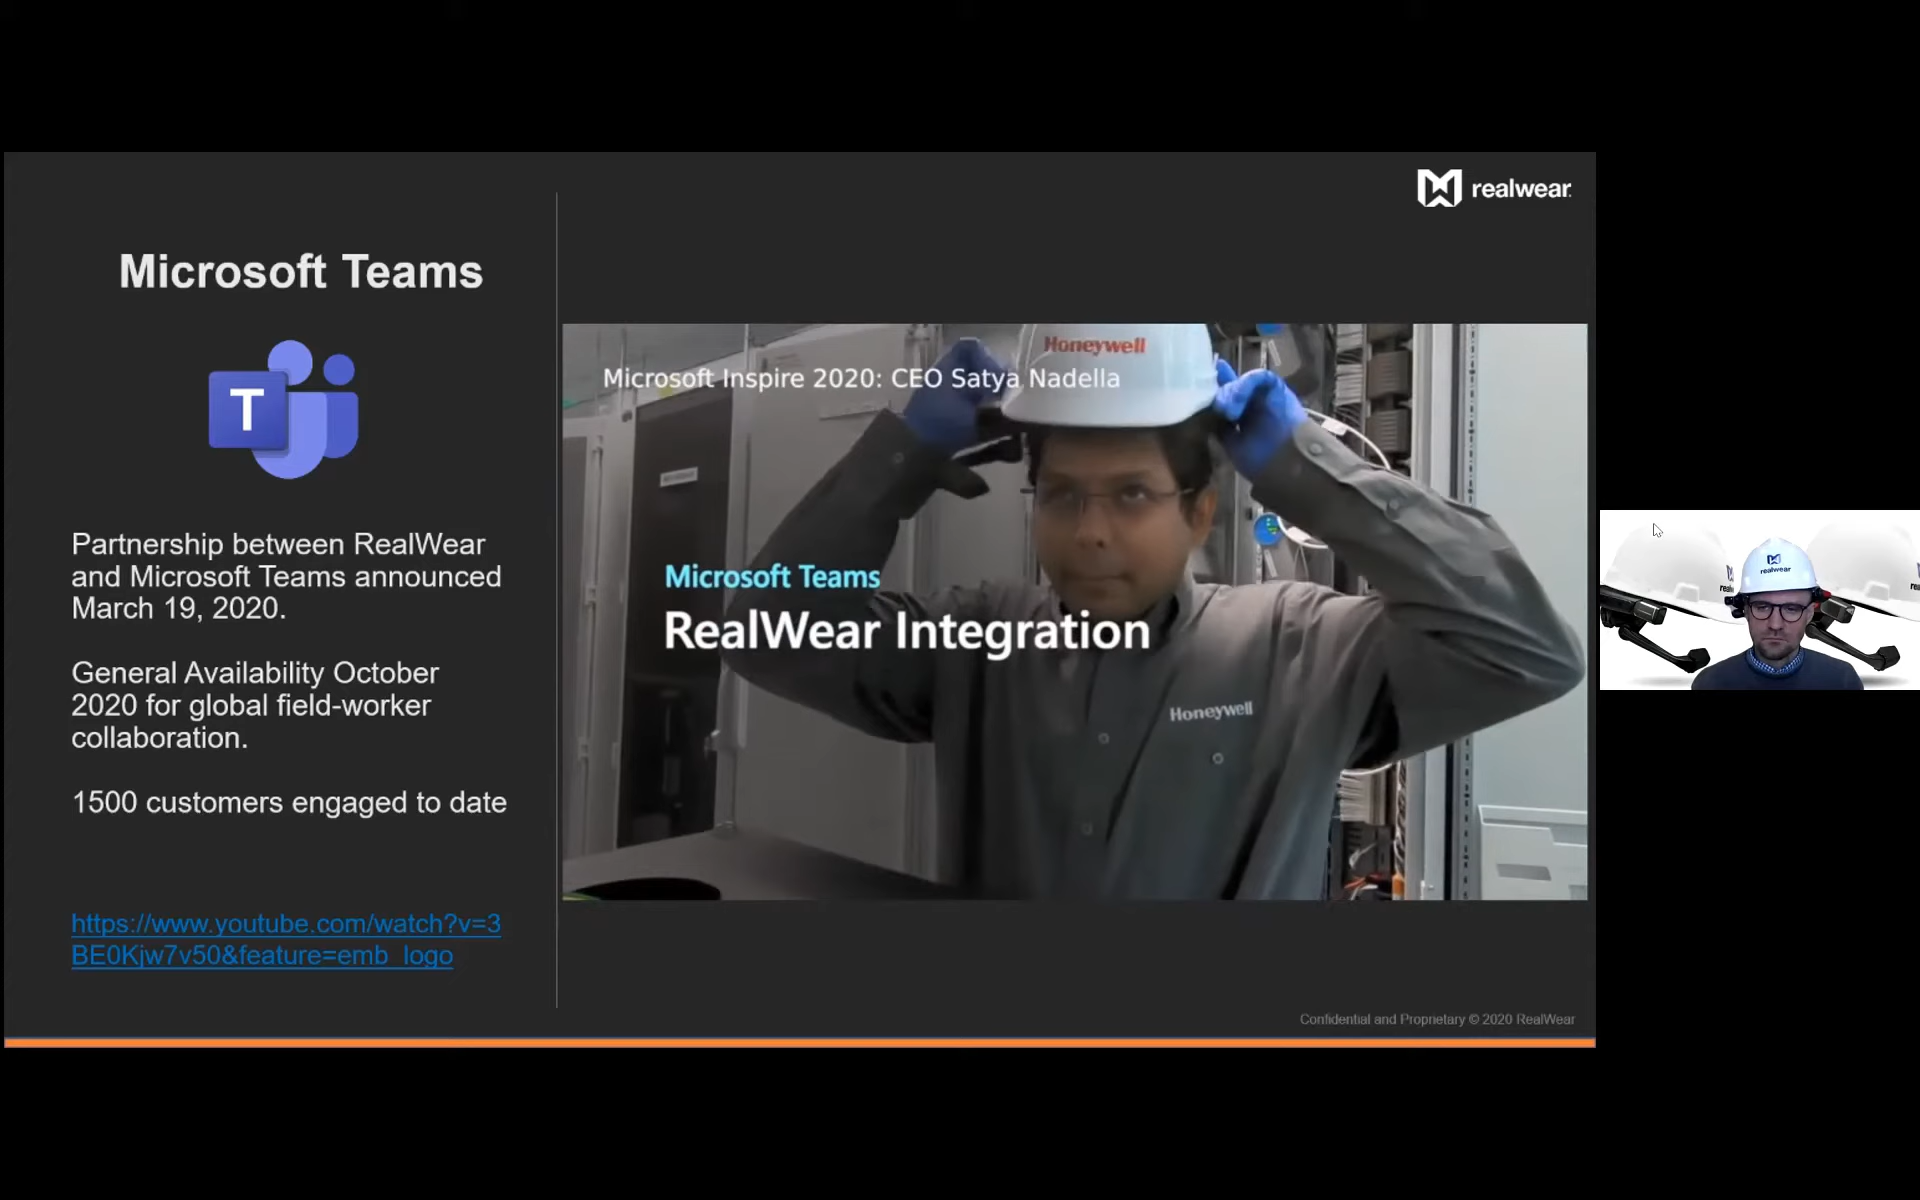 realwear.
Microsoft Teams
T
Partnership between RealWear
and Microsoft Teams announced
March 19, 2020.
General Availability October
2020 for global field-worker
collaboration.
1500 customers engaged to date
https://www.youtube.com/watch?v=3
BE0Kjw7v50&feature=emb_logo
Honeywell
Microsoft Inspire 2020: CEO Satya Nadella
Microsoft Teams
RealWear Integration
Honeywell
Confidential and Proprietary © 2020 RealWear
realwear